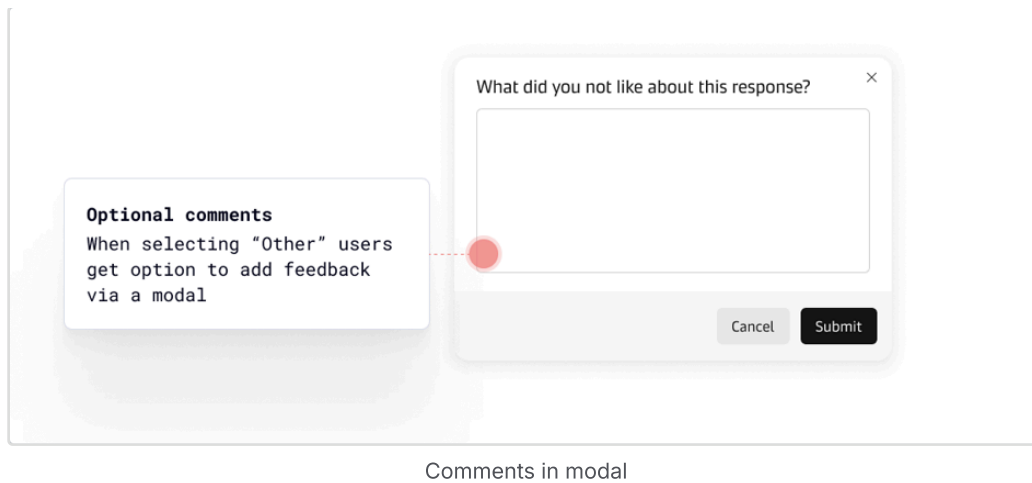 What did you not like about this response?
Optional comments
When selecting “Other” users
get option to add feedback
via a modal
Cancel
Submit
Comments in modal